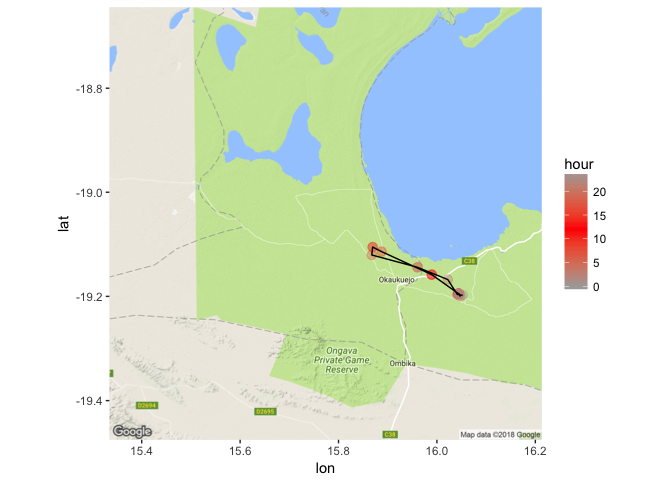 -18.8
-19.0
-19.2
-19.4
lat
C38
Okaukuejo
Ongava
Private Game
Reserve
Ombika
D2694
D2695
C38
Google
Map data ©2018 Google
15.4
15.6
15.8
16.0
16.2
lon
hour
20
15
10
5
0